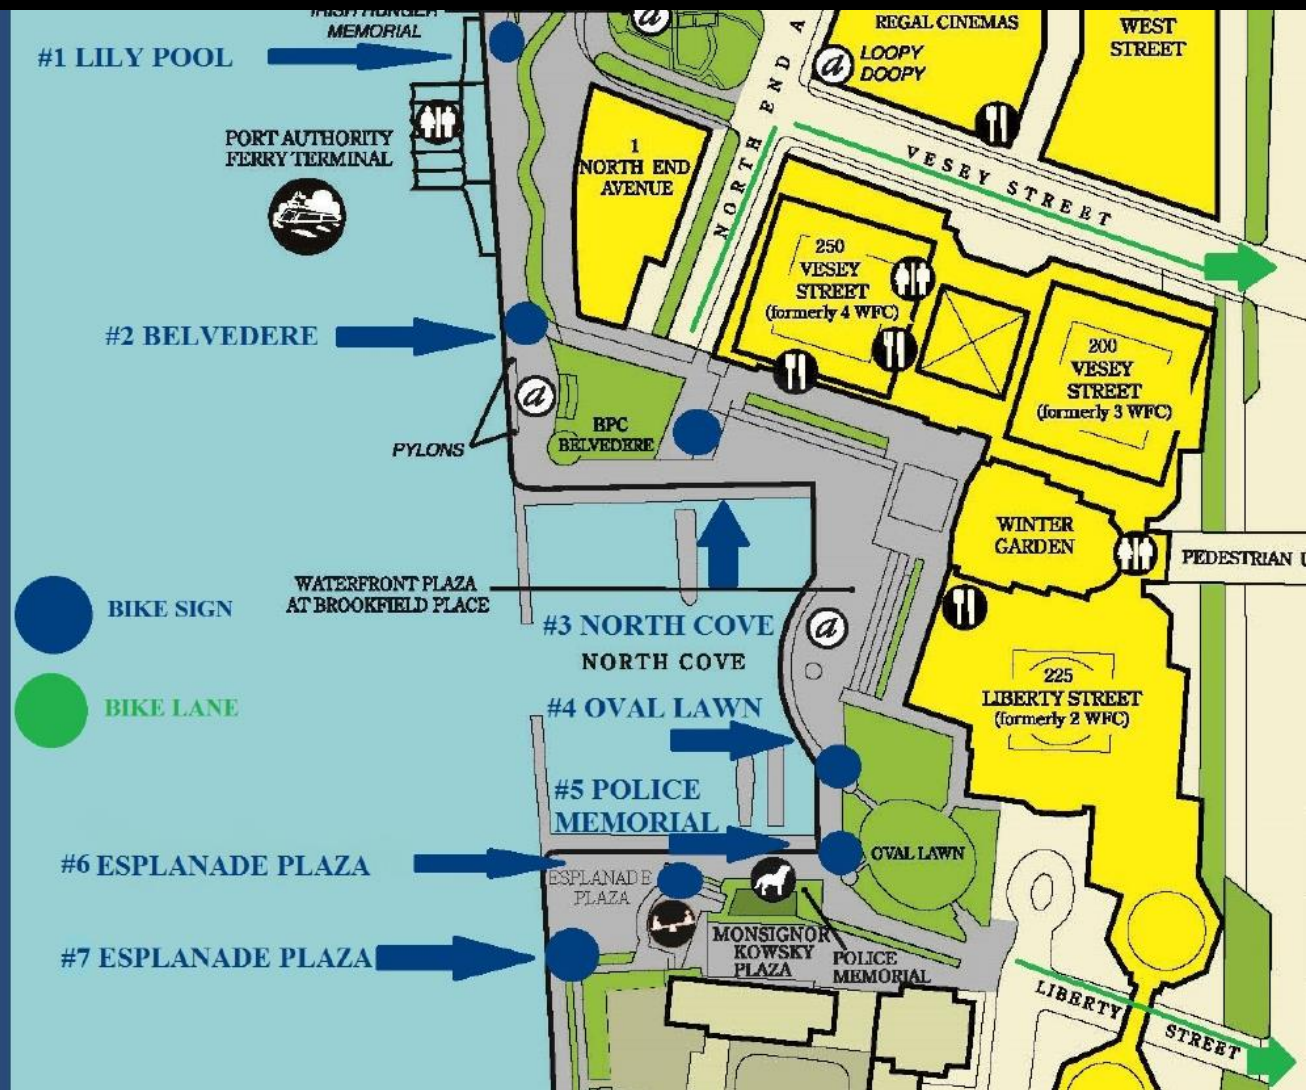 IRISH HUNGER
MEMORIAL
#1 LILY POOL
REGAL CINEMAS
WEST
STREET
a
a
LOOPY
DOOPY
NORTH END A
PORT AUTHORITY
FERRY TERMINAL
1
NORTH END
AVENUE
VESEY STREET
250
VESEY
STREET
(formerly 4 WFC)
#2 BELVEDERE
200
VESEY
STREET
(formerly 3 WFC)
a
BPC
BELVEDERE
PYLONS
WINTER
GARDEN
PEDESTRIAN
WATERFRONT PLAZA
AT BROOKFIELD PLACE
BIKE SIGN
#3 NORTH COVE
a
NORTH COVE
225
LIBERTY STREET
(formerly 2 WFC)
BIKE LANE
#4 OVAL LAWN
#5 POLICE
MEMORIAL
#6 ESPLANADE PLAZA
ESPLANADE
PLAZA
OVAL LAWN
#7 ESPLANADE PLAZA
MONSIGNOR
KOWSKY
PLAZA
POLICE
MEMORIAL
LIBERTY STREET